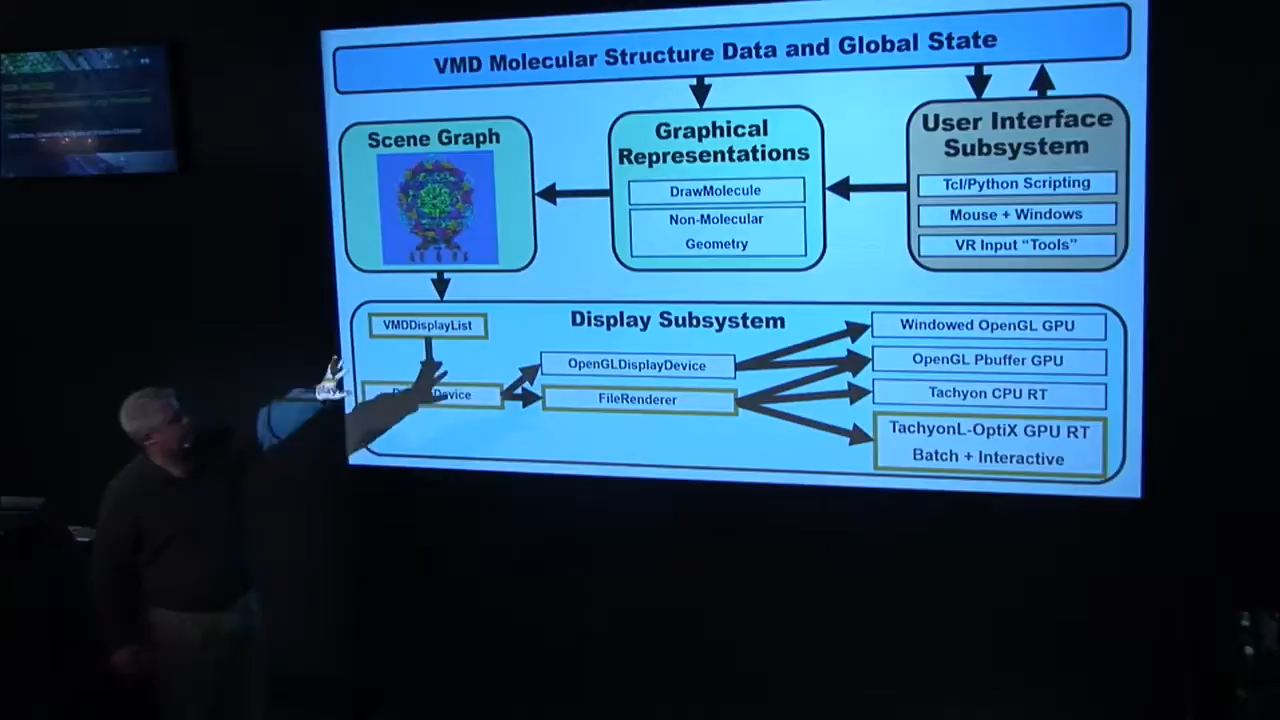 VMD Molecular Structure Data and Global State
Scene Graph
Graphical
Representations
DrawMolecule
Non-Molecular
Geometry
User Interface
Subsystem
Tcl/Python Scripting
Mouse + Windows
VR Input “Tools”
Display Subsystem
VMDDisplayList
Device
OpenGLDisplayDevice
FileRenderer
Windowed OpenGL GPU
OpenGL Pbuffer GPU
Tachyon CPU RT
TachyonL-OptiX GPU RT
Batch + Interactive